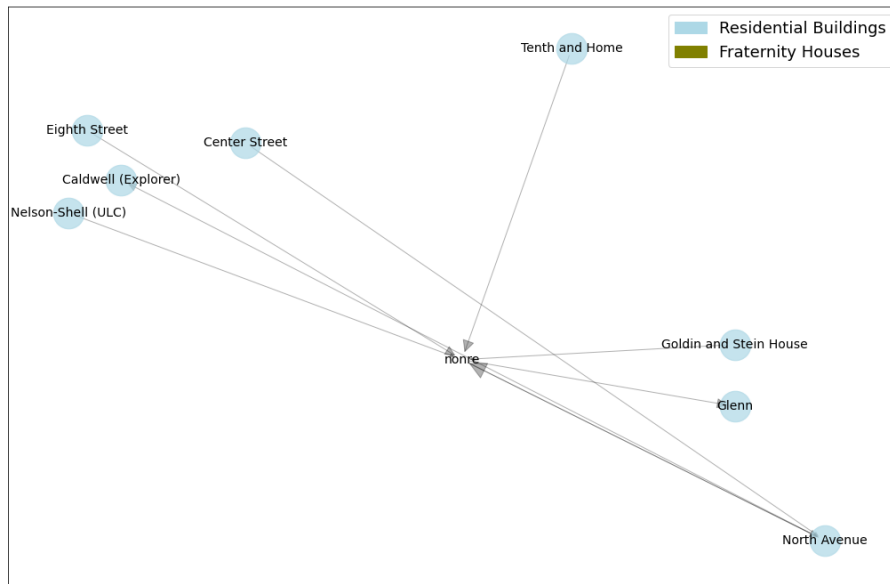 Residential Buildings
Fraternity Houses
Tenth and Home
Eighth Street
Center Street
Caldwell (Explorer)
Nelson-Shell (ULC)
Goldin and Stein House
nonre
Glenn
North Avenue